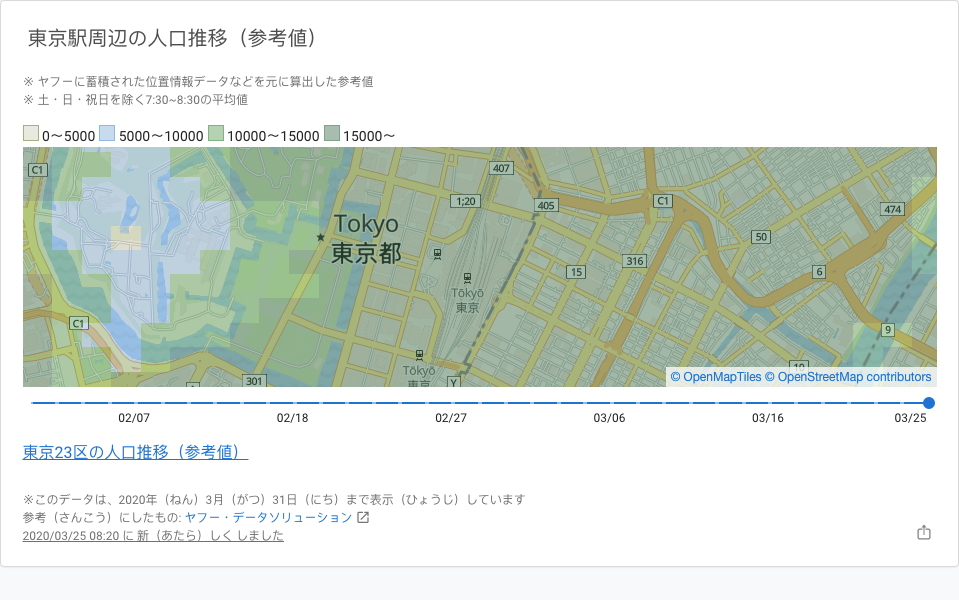 東京駅周辺の人口推移（参考値）
※ ヤフーに蓄積された位置情報データなどを元に算出した参考値
※ 土・日・祝日を除く7:30~8:30の平均値
0〜5000 5000〜10000 10000〜15000 15000〜
C1
407
1;20
405
C1
474
Tokyo
東京都
50
316
15
6
Tōkyō
東京
C1
9
Tōkyō
東京
10
301
Y
© OpenMapTiles © OpenStreetMap contributors
02/07 02/18 02/27 03/06 03/16 03/25
東京23区の人口推移（参考値）
※このデータは、2020年（ねん）3月（がつ）31日（にち）まで表示（ひょうじ）しています
参考（さんこう）にしたもの: ヤフー・データソリューション
2020/03/25 08:20 に 新（あたら）しく しました